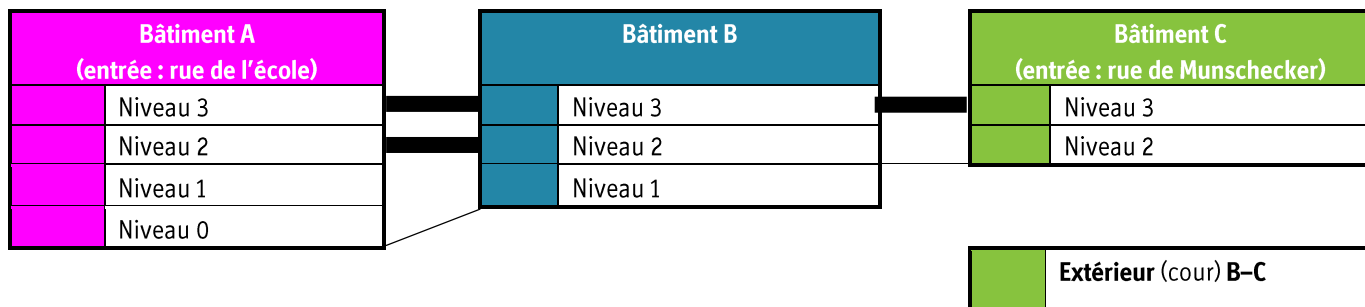 Bâtiment A
(entrée : rue de l'école)
Niveau 3
Niveau 2
Niveau 1
Niveau 0
Bâtiment B
Niveau 3
Niveau 2
Niveau 1
Bâtiment C
(entrée : rue de Munschecker)
Niveau 3
Niveau 2
Extérieur (cour) B–C